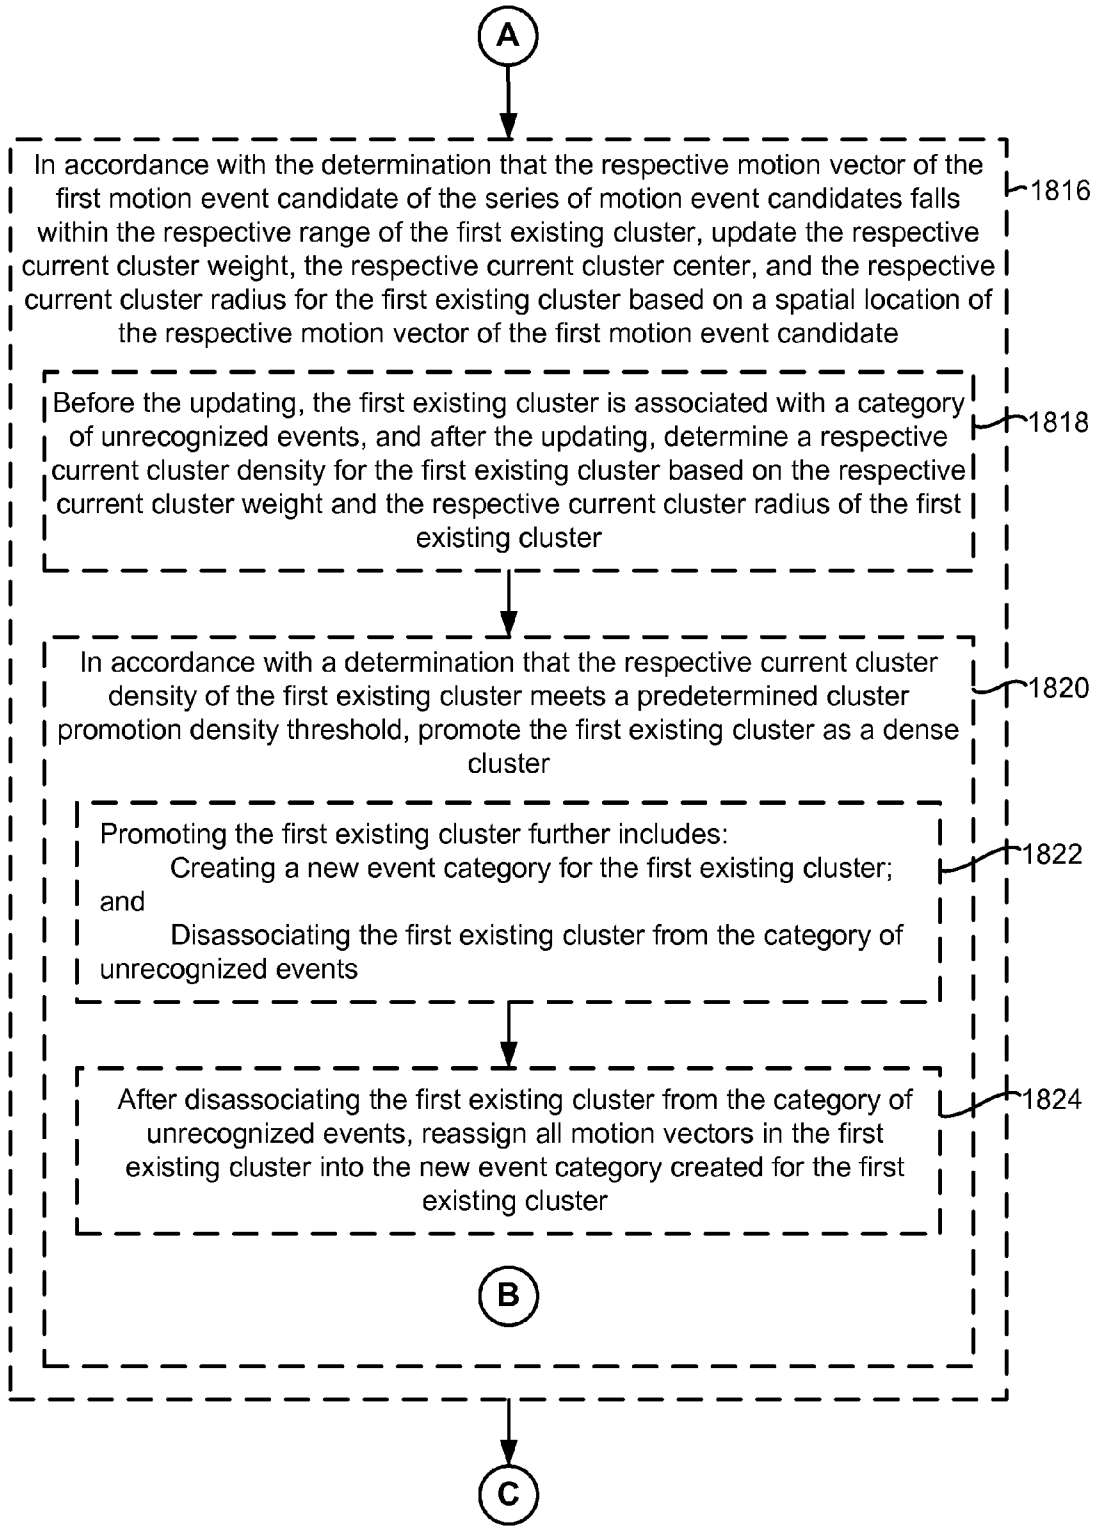 A
In accordance with the determination that the respective motion vector of the
first motion event candidate of the series of motion event candidates falls
within the respective range of the first existing cluster, update the respective
current cluster weight, the respective current cluster center, and the respective
current cluster radius for the first existing cluster based on a spatial location of
the respective motion vector of the first motion event candidate
1816
Before the updating, the first existing cluster is associated with a category
of unrecognized events, and after the updating, determine a respective
current cluster density for the first existing cluster based on the respective
current cluster weight and the respective current cluster radius of the first
existing cluster
1818
In accordance with a determination that the respective current cluster
density of the first existing cluster meets a predetermined cluster
promotion density threshold, promote the first existing cluster as a dense
cluster
1820
Promoting the first existing cluster further includes:
Creating a new event category for the first existing cluster;
and
Disassociating the first existing cluster from the category of
unrecognized events
1822
After disassociating the first existing cluster from the category of
unrecognized events, reassign all motion vectors in the first
existing cluster into the new event category created for the first
existing cluster
1824
B
C